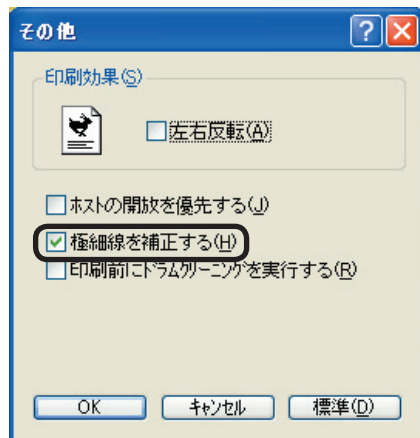 その他
印刷効果(S)
左右反転(A)
ホストの開放を優先する(J)
極細線を補正する(H)
印刷前にドラムクリーニングを実行する(R)
OK キャンセル 標準(D)